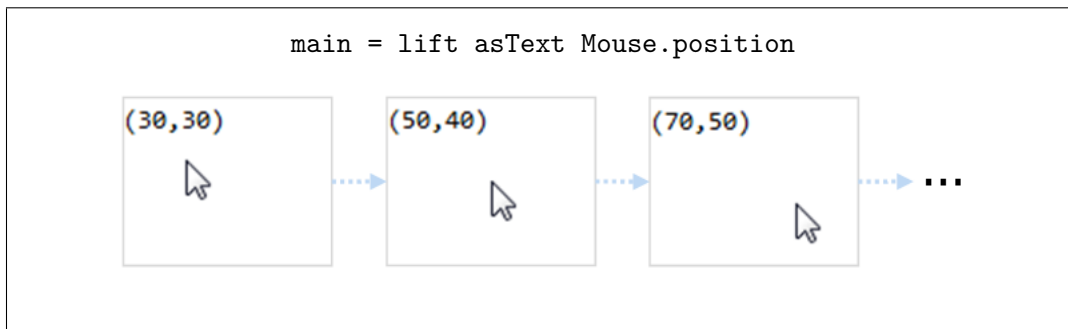 main = lift asText Mouse.position
(30,30) (50,40) (70,50) ...